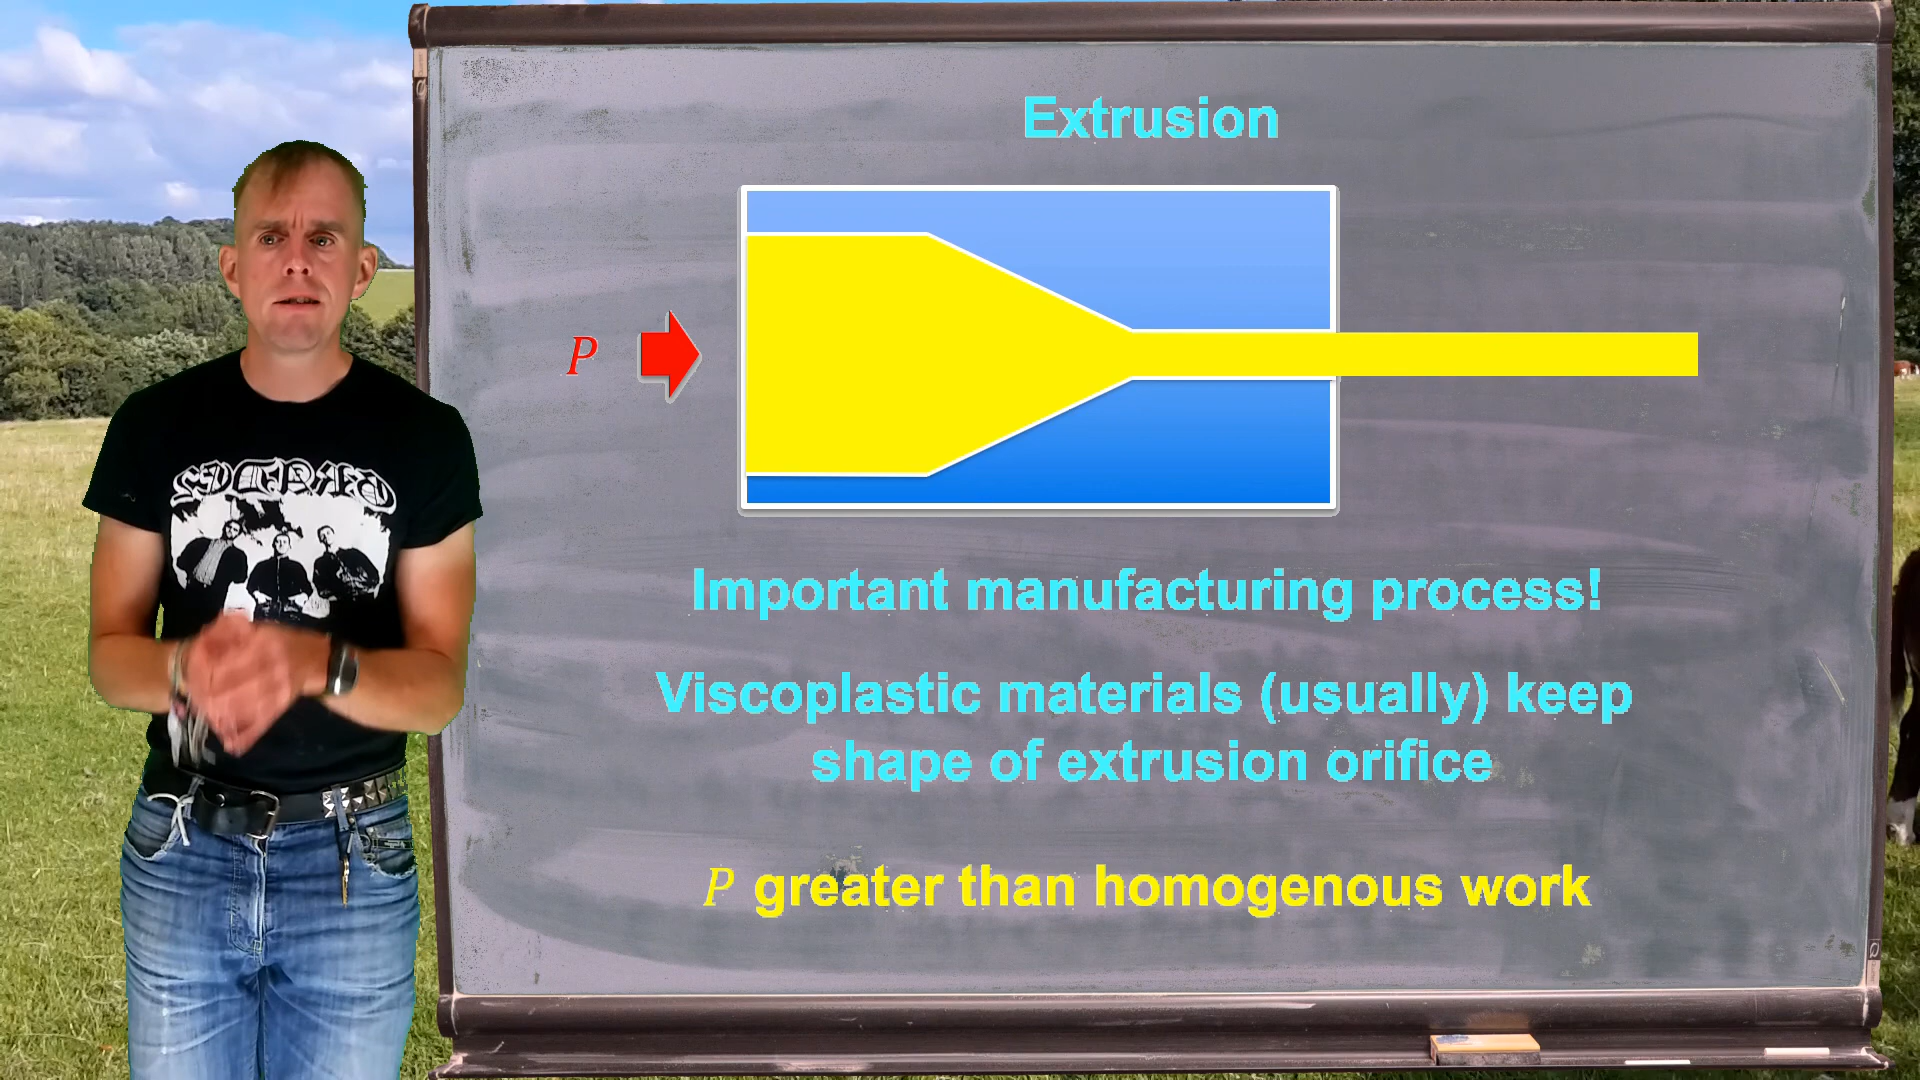 Extrusion
P
Important manufacturing process!
Viscoplastic materials (usually) keep
shape of extrusion orifice
P greater than homogenous work